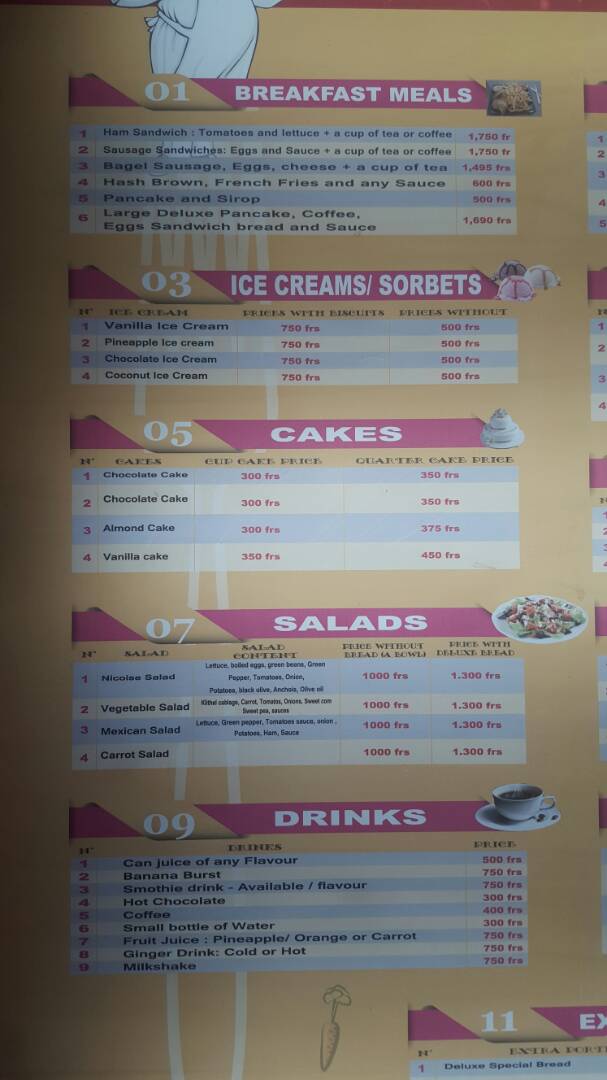 01 BREAKFAST MEALS
1 Ham Sandwich : Tomatoes and lettuce + a cup of tea or coffee 1,750 fr
2 Sausage Sandwiches: Eggs and Sauce + a cup of tea or coffee 1,750 fr
3 Bagel Sausage, Eggs, cheese + a cup of tea 1,495 frs
4 Hash Brown, French Fries and any Sauce 600 frs
5 Pancake and Sirop 500 frs
6 Large Deluxe Pancake, Coffee,
Eggs Sandwich bread and Sauce 1,690 frs
03 ICE CREAMS/ SORBETS
N° ICE CREAM PRICES WITH BISCUITS PRICES WITHOUT
1 Vanilla Ice Cream 750 frs 500 frs
2 Pineapple Ice cream 750 frs 500 frs
3 Chocolate Ice Cream 750 frs 500 frs
4 Coconut Ice Cream 750 frs 500 frs
05 CAKES
N° CAKES CUP CAKE PRICE QUARTER CAKE PRICE
1 Chocolate Cake 300 frs 350 frs
2 Chocolate Cake 300 frs 350 frs
3 Almond Cake 300 frs 375 frs
4 Vanilla cake 350 frs 450 frs
07 SALADS
N° SALAD SALAD CONTENT PRICE WITHOUT BREAD (A BOWL) PRICE WITH DELUXE BREAD
1 Nicoise Salad Lettuce, boiled eggs, green beans, Green
Pepper, Tomatoes, Onion, 1000 frs 1.300 frs
Potatoes, black olive, Anchois, Olive oil
2 Vegetable Salad cabbage, Carrot, Tomatos, Onions, Sweet corn 1000 frs 1.300 frs
Sweet pea, sauces
3 Mexican Salad Lettuce, Green pepper, Tomatoes sauce, onion , 1000 frs 1.300 frs
Potatoes, Ham, Sauce
4 Carrot Salad 1000 frs 1.300 frs
09 DRINKS
N° DRINKS PRICE
1 Can juice of any Flavour 500 frs
2 Banana Burst 750 frs
3 Smothie drink - Available / flavour 750 frs
4 Hot Chocolate 300 frs
5 Coffee 400 frs
6 Small bottle of Water 300 frs
7 Fruit Juice : Pineapple/ Orange or Carrot 750 frs
8 Ginger Drink: Cold or Hot 750 frs
9 Milkshake 750 frs
11 EX
N° EXTRA PORTI
1 Deluxe Special Bread